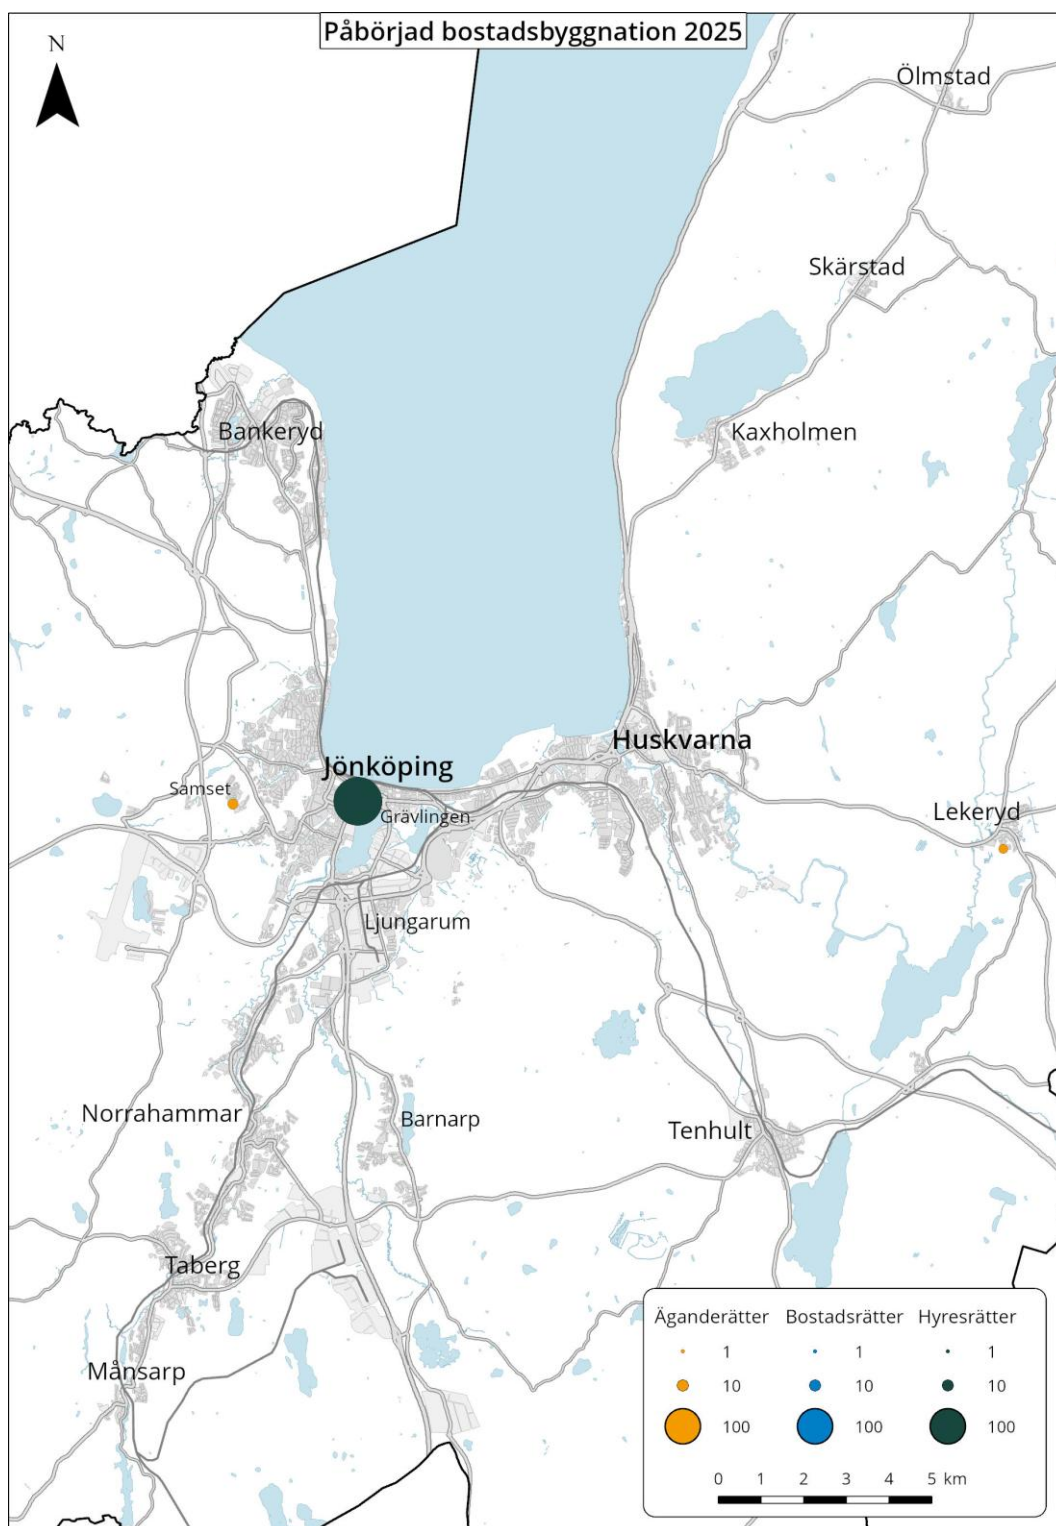 Påbörjad bostadsbyggnation 2025
N
Ölmstad
Skärstad
Bankeryd
Kaxholmen
Huskvarna
Jönköping
Samset
Grävlingen
Lekeryd
Ljungarum
Norrahammar
Barnarp
Tenhult
Taberg
Månsarp
Äganderätter Bostadsrätter Hyresrätter
1 1 1
10 10 10
100 100 100
0 1 2 3 4 5 km